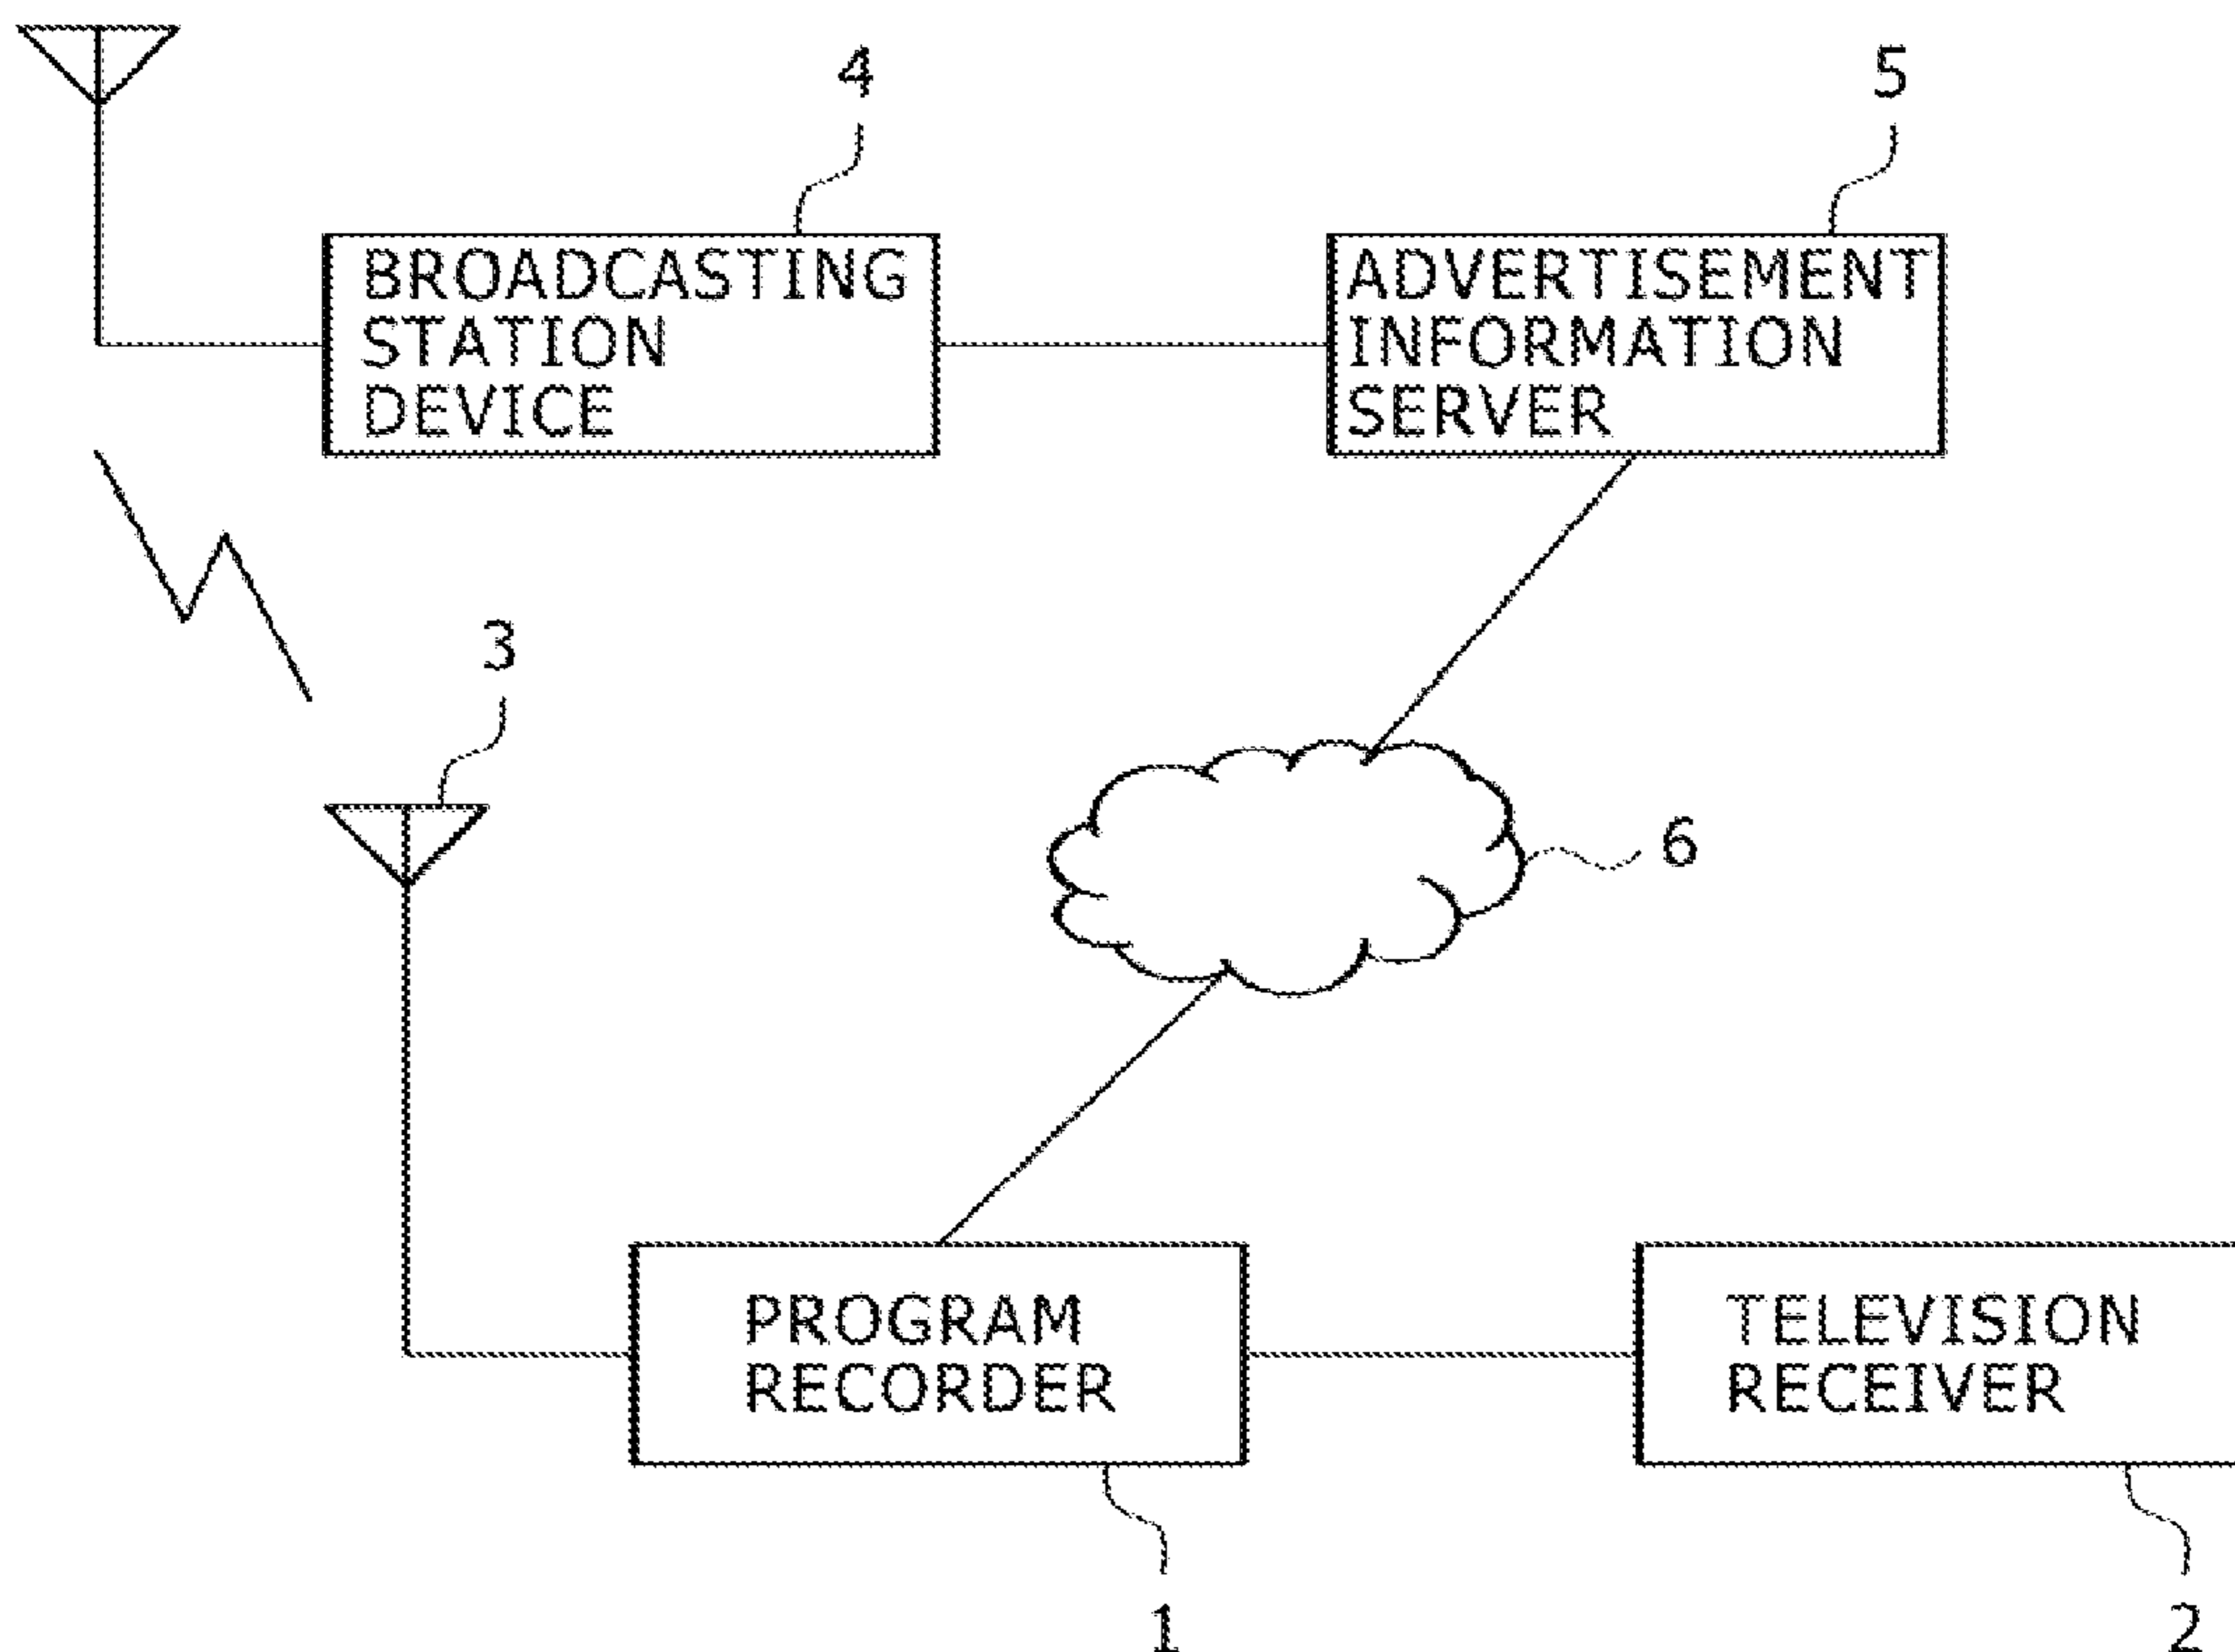 4
5
BROADCASTING
STATION
DEVICE
ADVERTISEMENT
INFORMATION
SERVER
3
6
PROGRAM
RECORDER
TELEVISION
RECEIVER
1
2